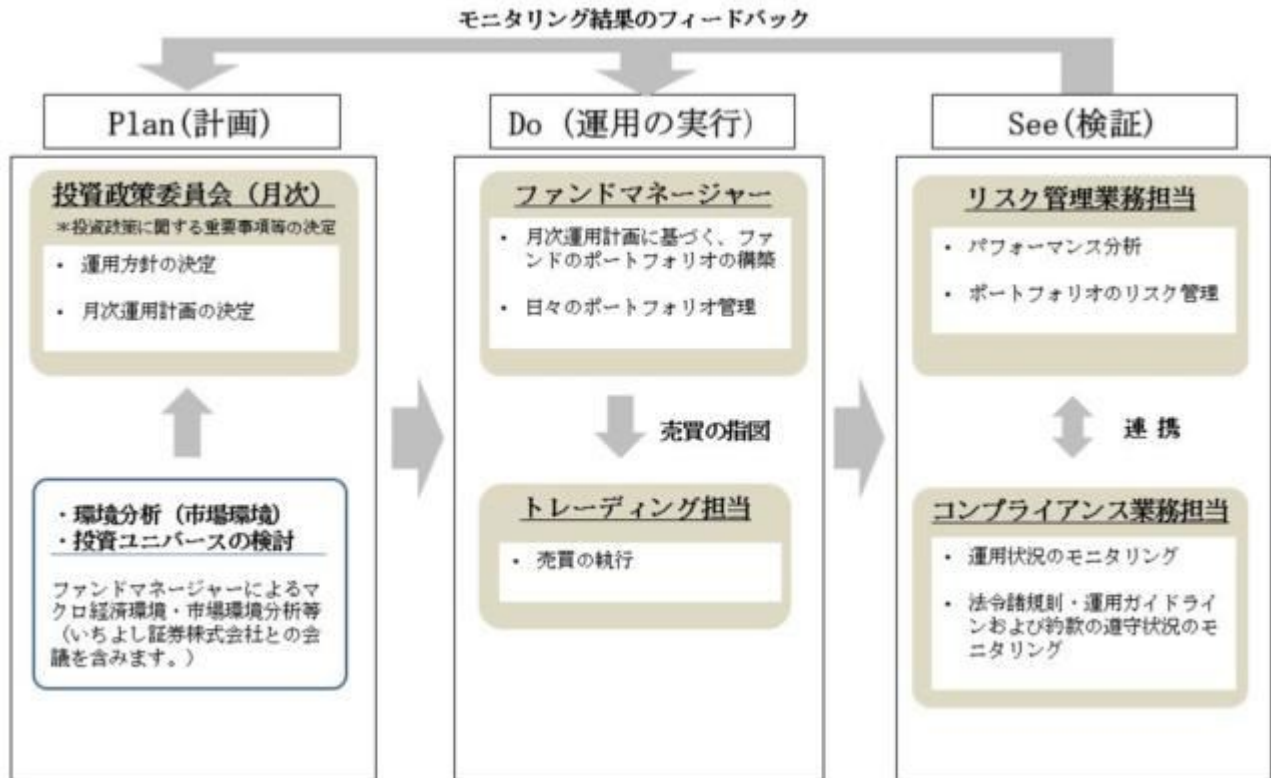 モニタリング結果のフィードバック
Plan(計画)
投資政策委員会（月次）
＊投資政策に関する重要事項等の決定
・ 運用方針の決定
・ 月次運用計画の決定
・環境分析（市場環境）
・投資ユニバースの検討
ファンドマネージャーによるマ
クロ経済環境・市場環境分析等
（いちよし証券株式会社との会
議を含みます。）
Do（運用の実行）
ファンドマネージャー
・ 月次運用計画に基づく、ファ
ンドのポートフォリオの構築
・ 日々のポートフォリオ管理
売買の指図
トレーディング担当
・ 売買の執行
See(検証)
リスク管理業務担当
・ パフォーマンス分析
・ ポートフォリオのリスク管理
連 携
コンプライアンス業務担当
・ 運用状況のモニタリング
・ 法令諸規則・運用ガイドライ
ンおよび約款の遵守状況のモ
ニタリング